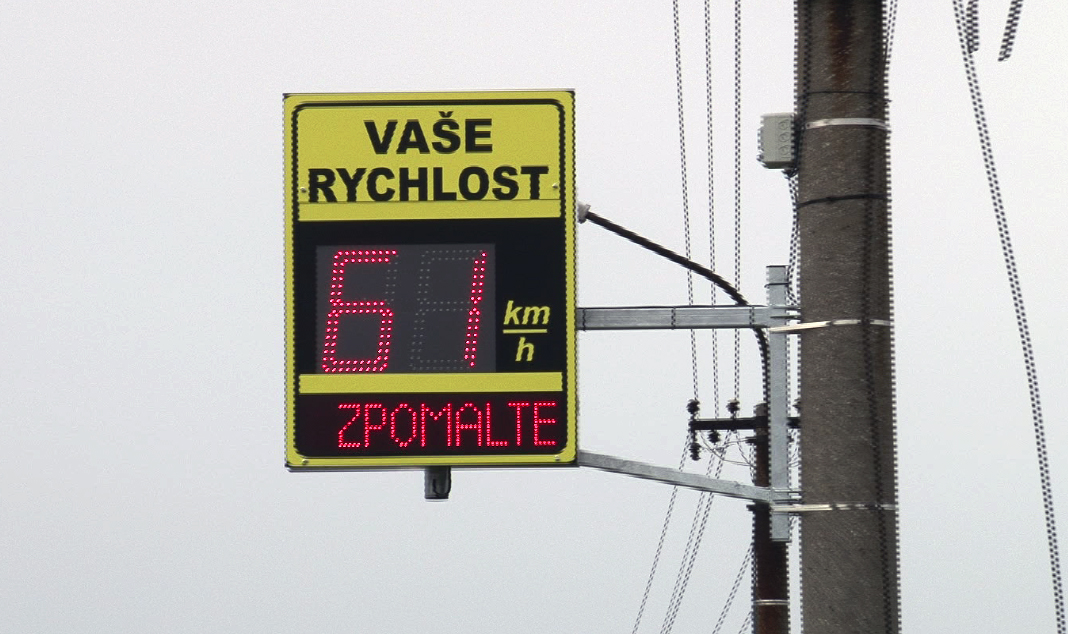 VAŠE
RYCHLOST
61
km
h
ZPOMALTE